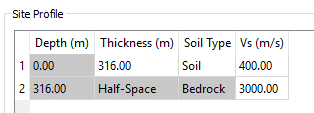 Site Profile
Depth (m) Thickness (m) Soil Type Vs (m/s)
1 0.00 316.00 Soil 400.00
2 316.00 Half-Space Bedrock 3000.00